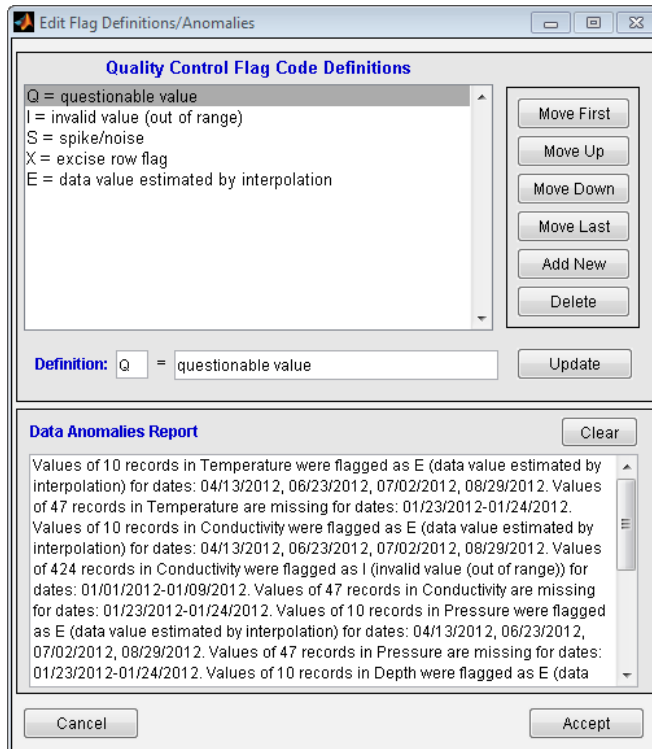 Edit Flag Definitions/Anomalies
Quality Control Flag Code Definitions
Q = questionable value
I = invalid value (out of range)
S = spike/noise
X = excise row flag
E = data value estimated by interpolation
Move First
Move Up
Move Down
Move Last
Add New
Delete
Definition: Q = questionable value
Update
Data Anomalies Report
Clear
Values of 10 records in Temperature were flagged as E (data value estimated by
interpolation) for dates: 04/13/2012, 06/23/2012, 07/02/2012, 08/29/2012. Values
of 47 records in Temperature are missing for dates: 01/23/2012-01/24/2012.
Values of 10 records in Conductivity were flagged as E (data value estimated by
interpolation) for dates: 04/13/2012, 06/23/2012, 07/02/2012, 08/29/2012. Values
of 424 records in Conductivity were flagged as I (invalid value (out of range)) for
dates: 01/01/2012-01/09/2012. Values of 47 records in Conductivity are missing
for dates: 01/23/2012-01/24/2012. Values of 10 records in Pressure were flagged
as E (data value estimated by interpolation) for dates: 04/13/2012, 06/23/2012,
07/02/2012, 08/29/2012. Values of 47 records in Pressure are missing for dates:
01/23/2012-01/24/2012. Values of 10 records in Depth were flagged as E (data
Cancel
Accept